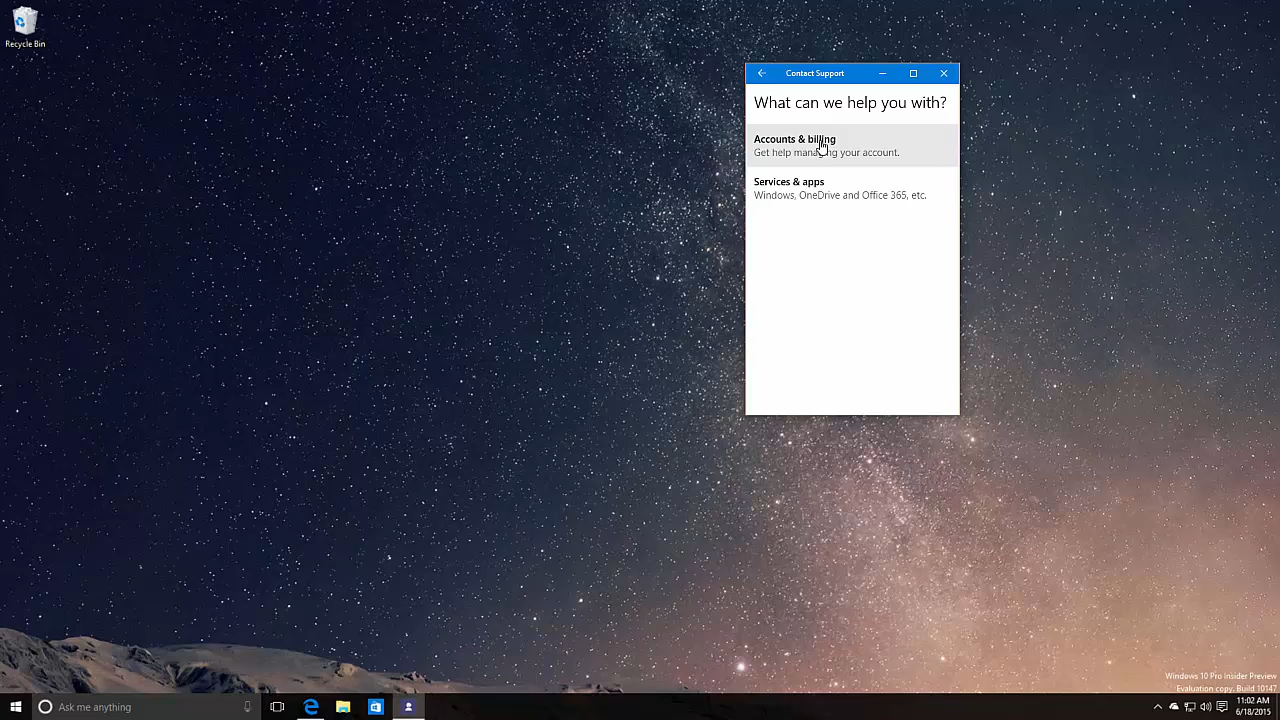 Recycle Bin
Contact Support
What can we help you with?
Accounts & billing
Get help managing your account.
Services & apps
Windows, OneDrive and Office 365, etc.
Windows 10 Pro Insider Preview
Evaluation copy. Build 10147
Ask me anything
11:02 AM
6/18/2015